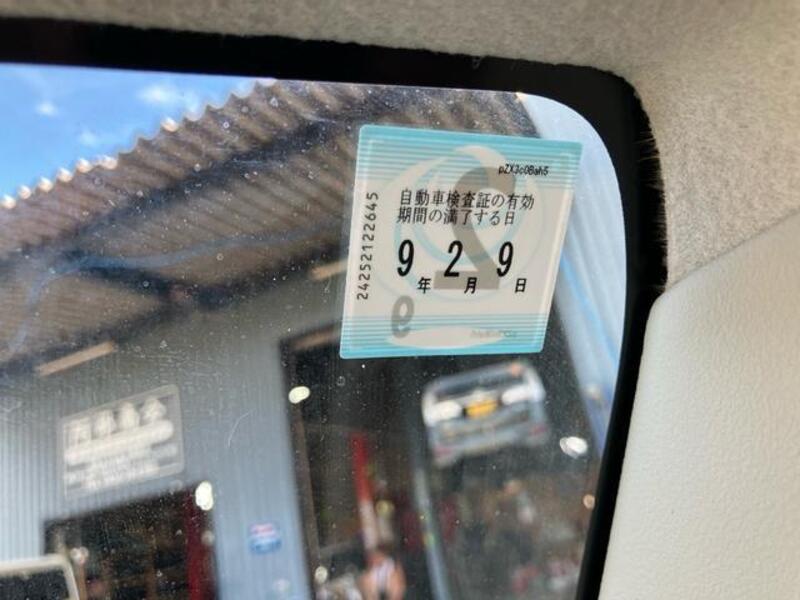 pZX3c0Bah5
自動車検査証の有効
期間の満了する日
9年2月9日
24252122645